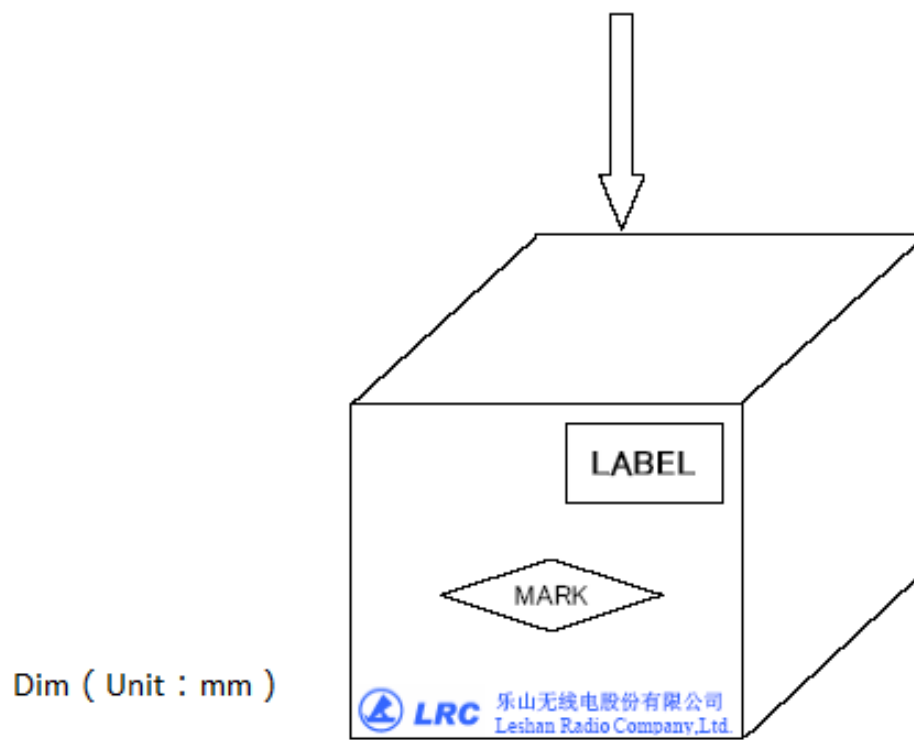 LABEL
MARK
Dim ( Unit : mm )
LRC
乐山无线电股份有限公司
Leshan Radio Company,Ltd.